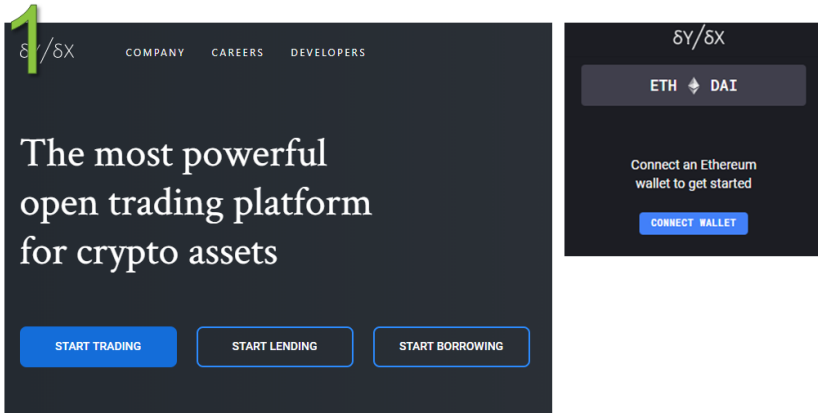 1
δY/δX
COMPANY CAREERS DEVELOPERS
The most powerful
open trading platform
for crypto assets
START TRADING START LENDING START BORROWING
δY/δX
ETH DAI
Connect an Ethereum
wallet to get started
CONNECT WALLET